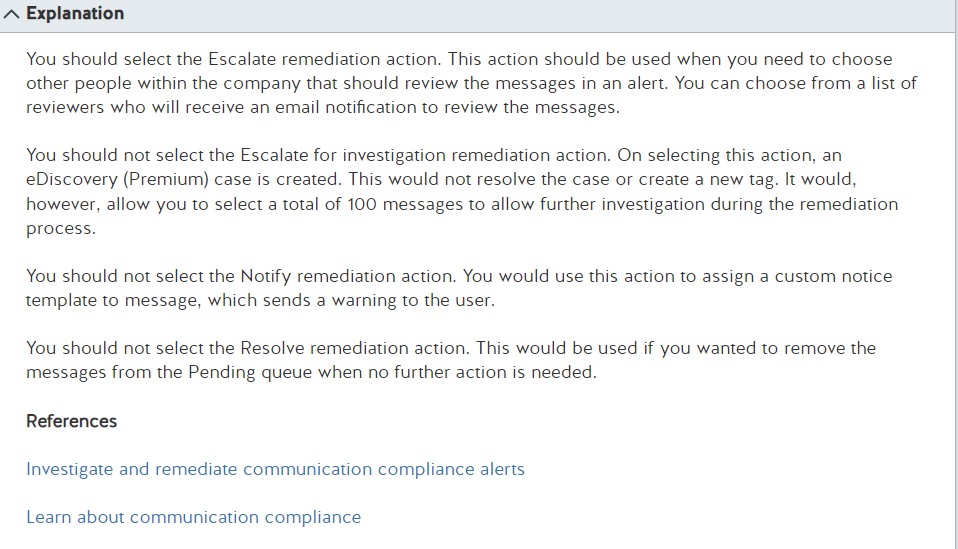 Explanation
You should select the Escalate remediation action. This action should be used when you need to choose
other people within the company that should review the messages in an alert. You can choose from a list of
reviewers who will receive an email notification to review the messages.
You should not select the Escalate for investigation remediation action. On selecting this action, an
eDiscovery (Premium) case is created. This would not resolve the case or create a new tag. It would,
however, allow you to select a total of 100 messages to allow further investigation during the remediation
process.
You should not select the Notify remediation action. You would use this action to assign a custom notice
template to message, which sends a warning to the user.
You should not select the Resolve remediation action. This would be used if you wanted to remove the
messages from the Pending queue when no further action is needed.
References
Investigate and remediate communication compliance alerts
Learn about communication compliance